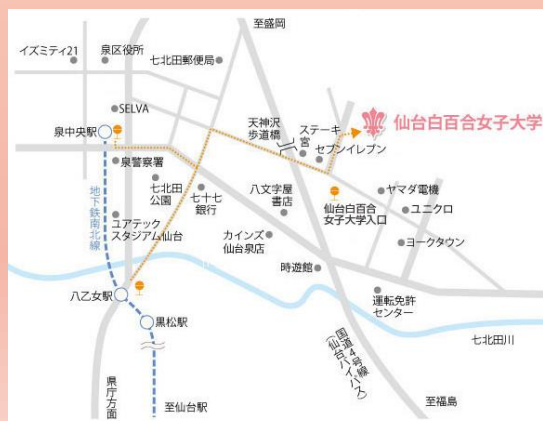 至盛岡
イズミティ21
泉区役所
七北田郵便局
SELVA
泉中央駅
天神沢
歩道橋
ステーキ
宮
セブンイレブン
仙台白百合女子大学
泉警察署
七北田
公園
七十七
銀行
八文字屋
書店
仙台白百合
女子大学入口
ヤマダ電機
ユニクロ
地下鉄南北線
ユアテック
スタジアム仙台
カインズ
仙台泉店
ヨークタウン
時遊館
八乙女駅
運転免許
センター
黒松駅
七北田川
国道4号線
(仙台バイパス)
県庁方面
至仙台駅
至福島